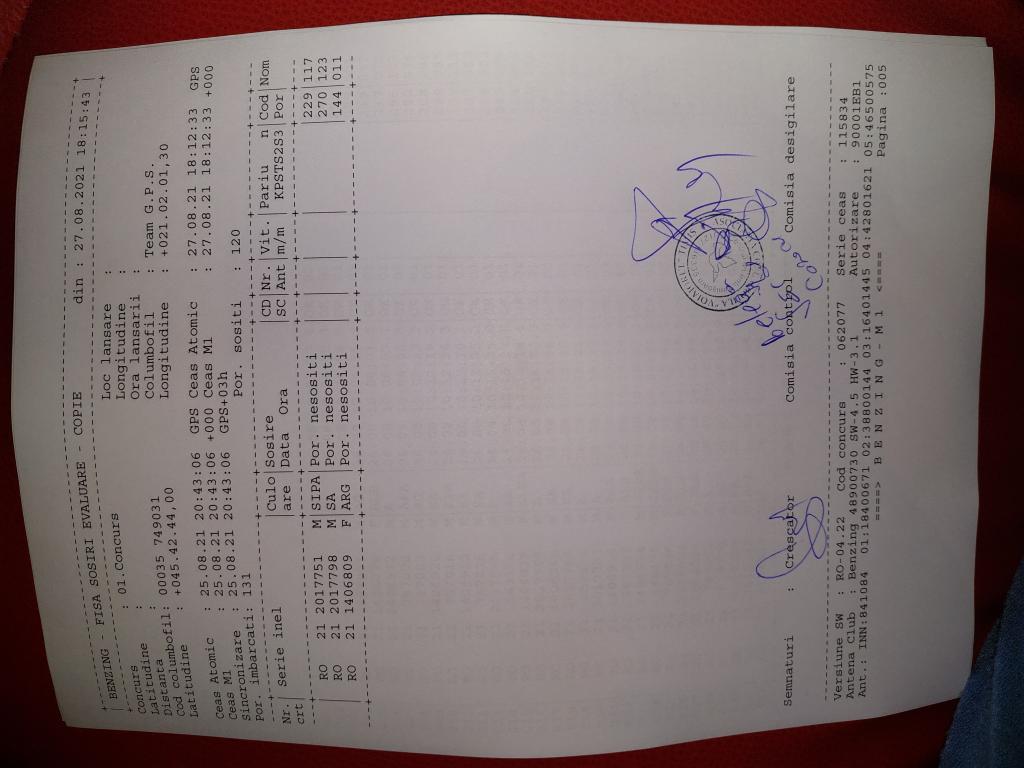 +-----------------------------------------------------------------------------+
| BENZING - FISA SOSIRI EVALUARE - COPIE din : 27.08.2021 18:15:43 |
+-----------------------------------------------------------------------------+
Concurs : 01.Concurs Loc lansare :
Latitudine : Longitudine :
Distanta : Ora lansarii :
Cod columbofil: 00035 749031 Columbofil : Team G.P.S.
Latitudine : +045.42.44,00 Longitudine : +021.02.01,30
Ceas Atomic : 25.08.21 20:43:06 GPS Ceas Atomic : 27.08.21 18:12:33 GPS
Ceas M1 : 25.08.21 20:43:06 +000 Ceas M1 : 27.08.21 18:12:33 +000
Sincronizare : 25.08.21 20:43:06 GPS+03h
Por. imbarcati: 131 Por. sositi : 120
Nr.| Serie inel |Culo|Sosire |CD|Nr.|Vit.|Pariu n|Cod|Nom
crt| |are |Data Ora |SC|Ant|m/m | KPSTS2S3|Por|
| RO 21 2017751 M|SIPA|Por. nesositi | | | | |229|117
| RO 21 2017798 M|SA |Por. nesositi | | | | |270|123
| RO 21 1406809 F|ARG |Por. nesositi | | | | |144|011
Semnaturi : Crescator Comisia control Comisia desigilare
Versiune SW : RO-04.22 Cod concurs : 062077 Serie ceas : 115834
Antena Club : Benzing 48900730 SW-4.5 HW-3.1 Autorizare : 90001EB1
Ant.: INN:841084 01:18400671 02:38800144 03:16401445 04:42801621 05:46500575
====> B E N Z I N G - M 1 <==== Pagina :005